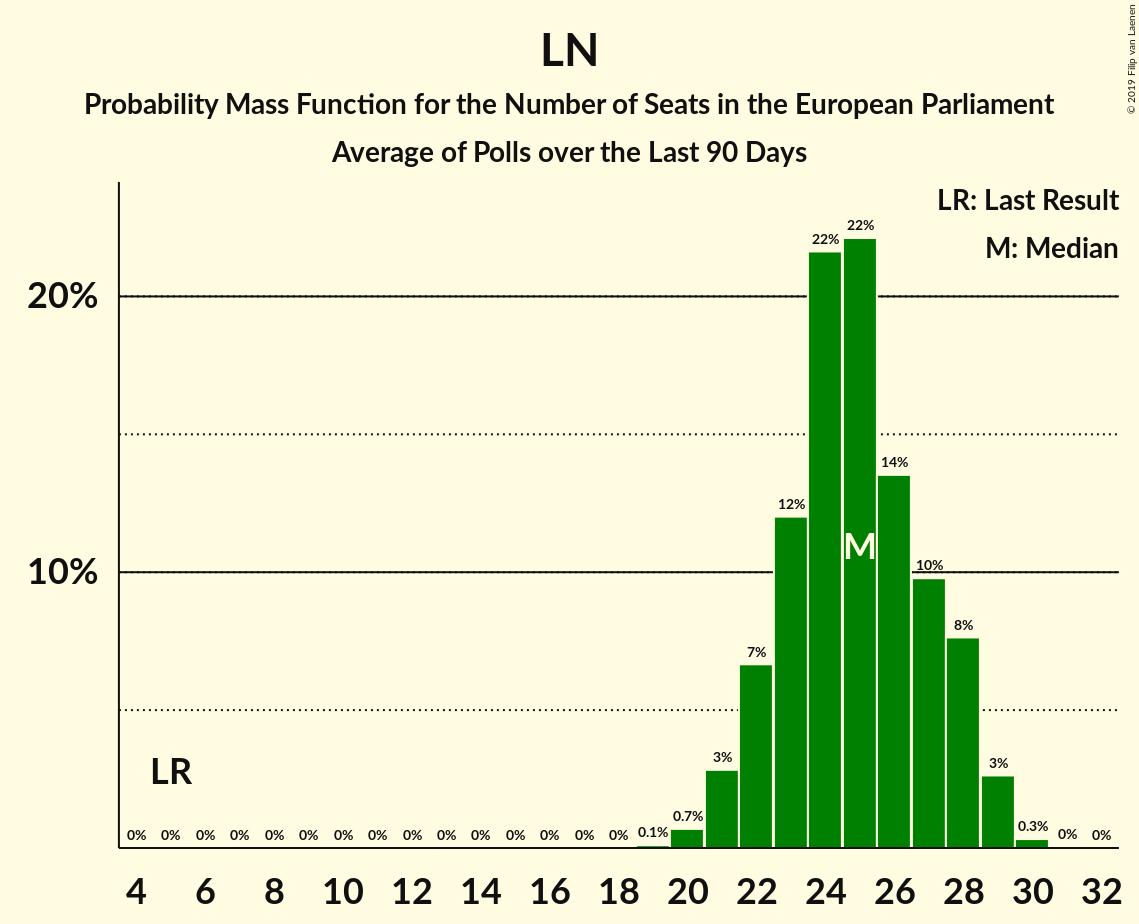 LN
Probability Mass Function for the Number of Seats in the European Parliament
Average of Polls over the Last 90 Days
© 2019 Filip van Laenen
LR: Last Result
M: Median
20%
10%
LR
M
0% 0% 0% 0% 0% 0% 0% 0% 0% 0% 0% 0% 0% 0% 0% 0.1% 0.7% 3% 7% 12% 22% 22% 14% 10% 8% 3% 0.3% 0% 0%
4 6 8 10 12 14 16 18 20 22 24 26 28 30 32